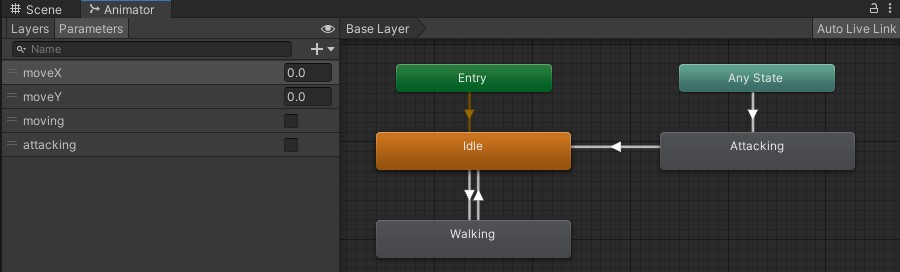 Scene Animator
Layers Parameters Base Layer Auto Live Link
Name
moveX 0.0
moveY 0.0
moving
attacking
Entry Any State
Idle Attacking
Walking